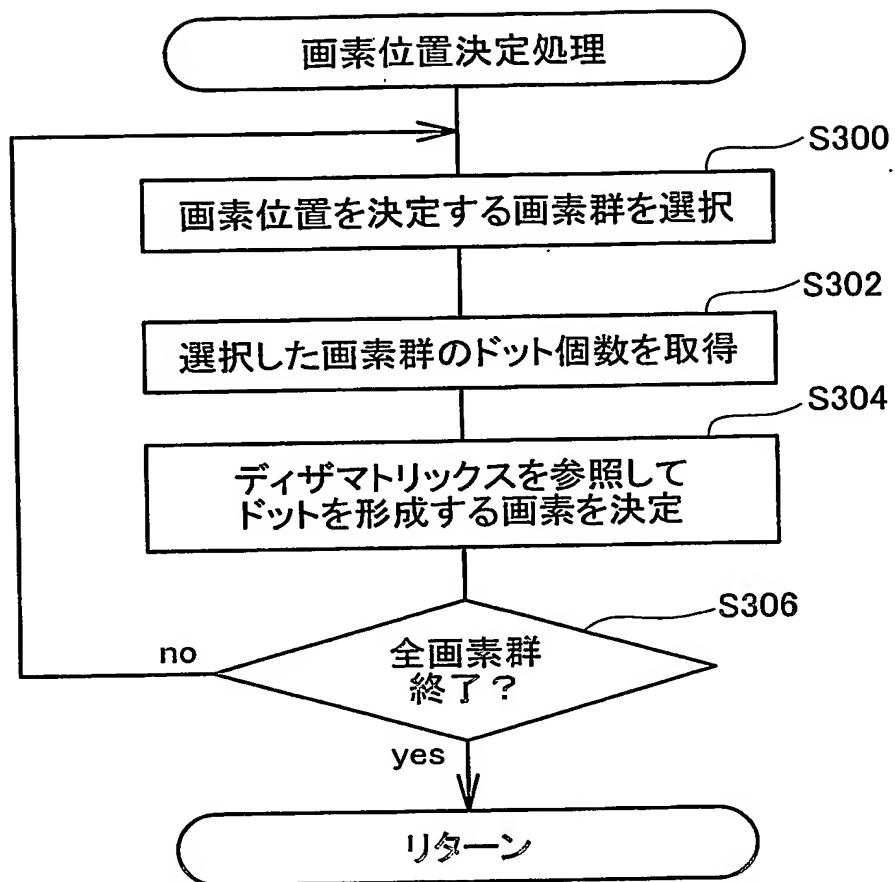 画素位置決定処理
S300
画素位置を決定する画素群を選択
S302
選択した画素群のドット個数を取得
S304
ディザマトリックスを参照して
ドットを形成する画素を決定
S306
no
全画素群
終了？
yes
リターン